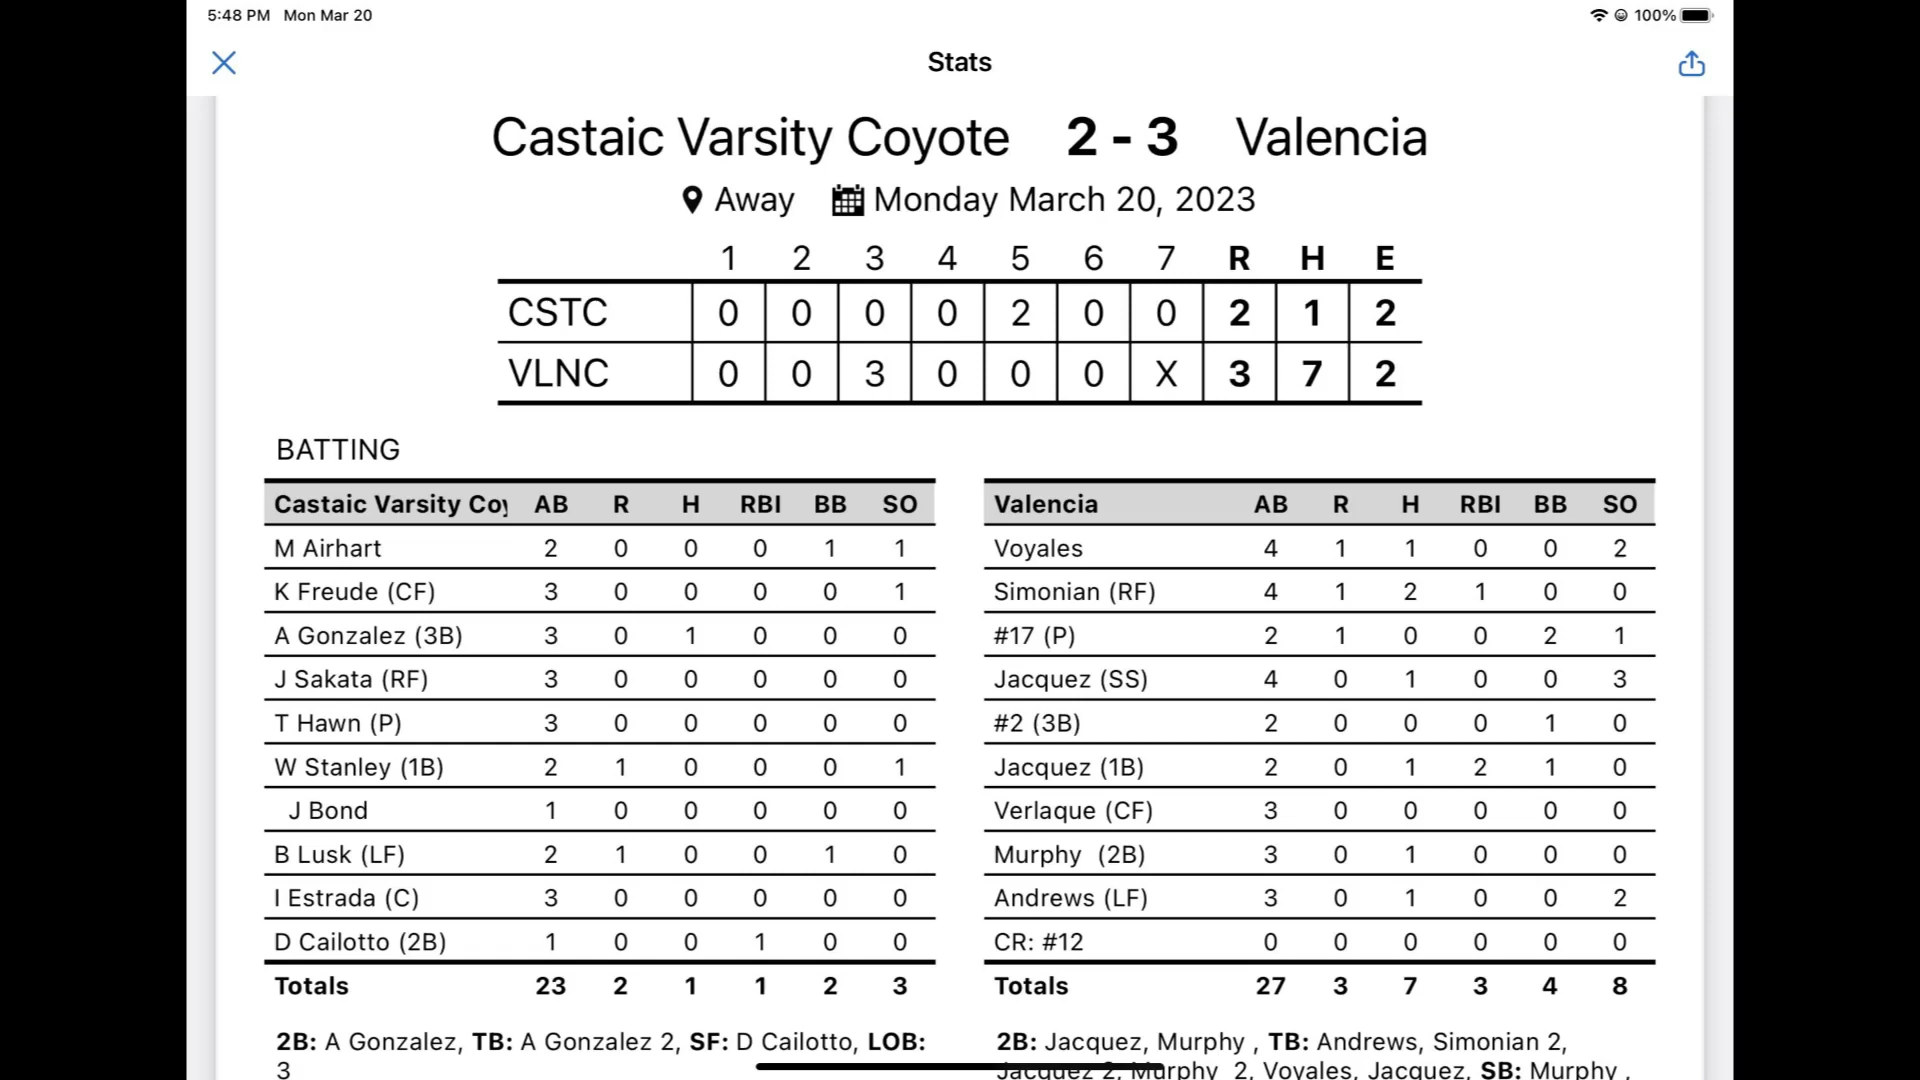 5:48 PM Mon Mar 20 100%
Stats
Castaic Varsity Coyote 2 - 3 Valencia
Away Monday March 20, 2023
1 2 3 4 5 6 7 R H E
CSTC 0 0 0 0 2 0 0 2 1 2
VLNC 0 0 3 0 0 0 X 3 7 2
BATTING
Castaic Varsity Coy AB R H RBI BB SO
M Airhart 2 0 0 0 1 1
K Freude (CF) 3 0 0 0 0 1
A Gonzalez (3B) 3 0 1 0 0 0
J Sakata (RF) 3 0 0 0 0 0
T Hawn (P) 3 0 0 0 0 0
W Stanley (1B) 2 1 0 0 0 1
J Bond 1 0 0 0 0 0
B Lusk (LF) 2 1 0 0 1 0
I Estrada (C) 3 0 0 0 0 0
D Cailotto (2B) 1 0 0 1 0 0
Totals 23 2 1 1 2 3
2B: A Gonzalez, TB: A Gonzalez 2, SF: D Cailotto, LOB:
3
Valencia AB R H RBI BB SO
Voyales 4 1 1 0 0 2
Simonian (RF) 4 1 2 1 0 0
#17 (P) 2 1 0 0 2 1
Jacquez (SS) 4 0 1 0 0 3
#2 (3B) 2 0 0 0 1 0
Jacquez (1B) 2 0 1 2 1 0
Verlaque (CF) 3 0 0 0 0 0
Murphy (2B) 3 0 1 0 0 0
Andrews (LF) 3 0 1 0 0 2
CR: #12 0 0 0 0 0 0
Totals 27 3 7 3 4 8
2B: Jacquez, Murphy , TB: Andrews, Simonian 2,
Jacquez 2, Murphy 2, Voyales, Jacquez, SB: Murphy ,